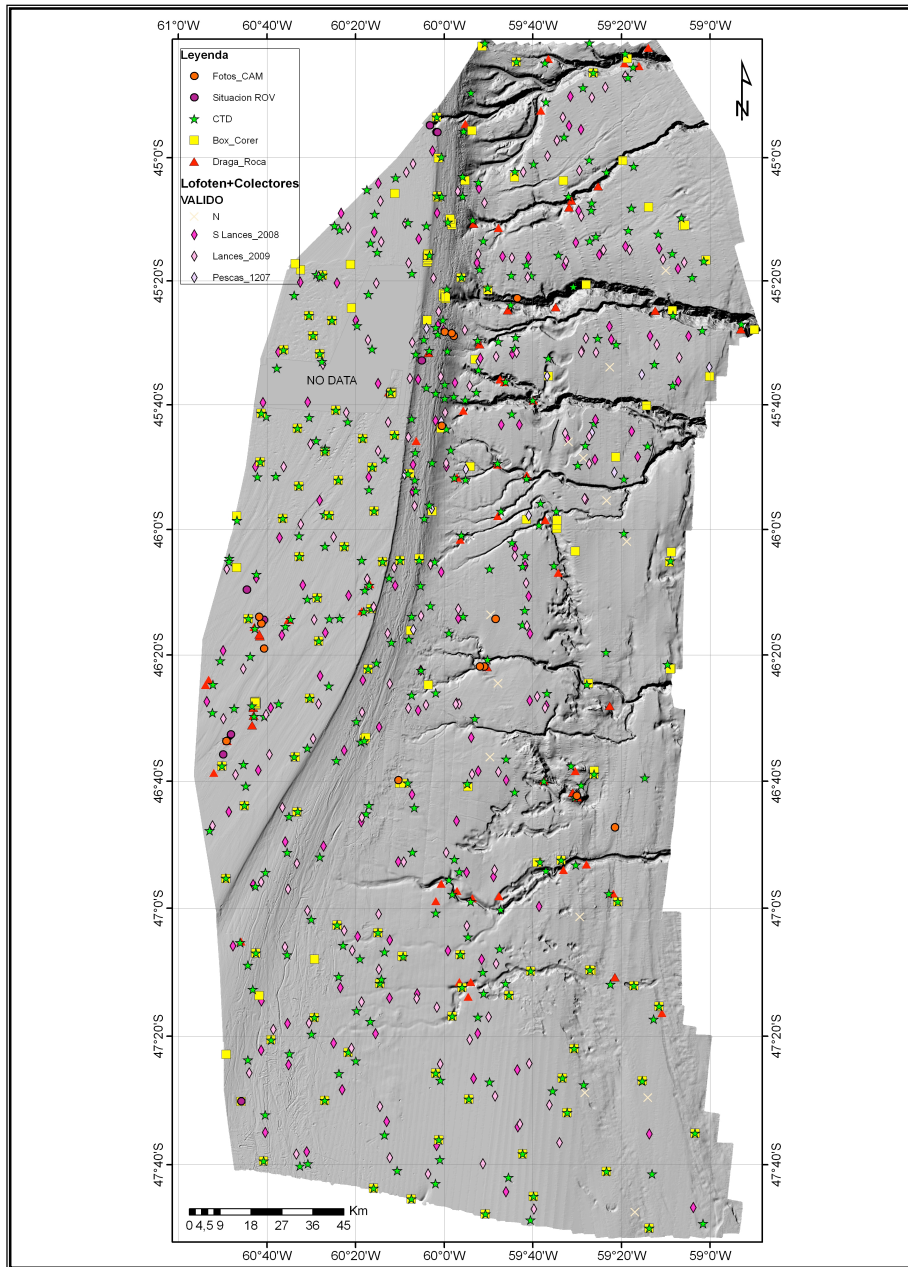 61°0'W 60°40'W 60°20'W 60°0'W 59°40'W 59°20'W 59°0'W
Leyenda
Fotos_CAM
Situacion ROV
CTD
Box_Corer
Draga_Roca
Lofoten+Colectores
VALIDO
N
S Lances_2008
Lances_2009
Pescas_1207
N
NO DATA
45°0'S 45°0'S
45°20'S 45°20'S
45°40'S 45°40'S
46°0'S 46°0'S
46°20'S 46°20'S
46°40'S 46°40'S
47°0'S 47°0'S
47°20'S 47°20'S
47°40'S 47°40'S
Km
0 4,5 9 18 27 36 45
60°40'W 60°20'W 60°0'W 59°40'W 59°20'W 59°0'W